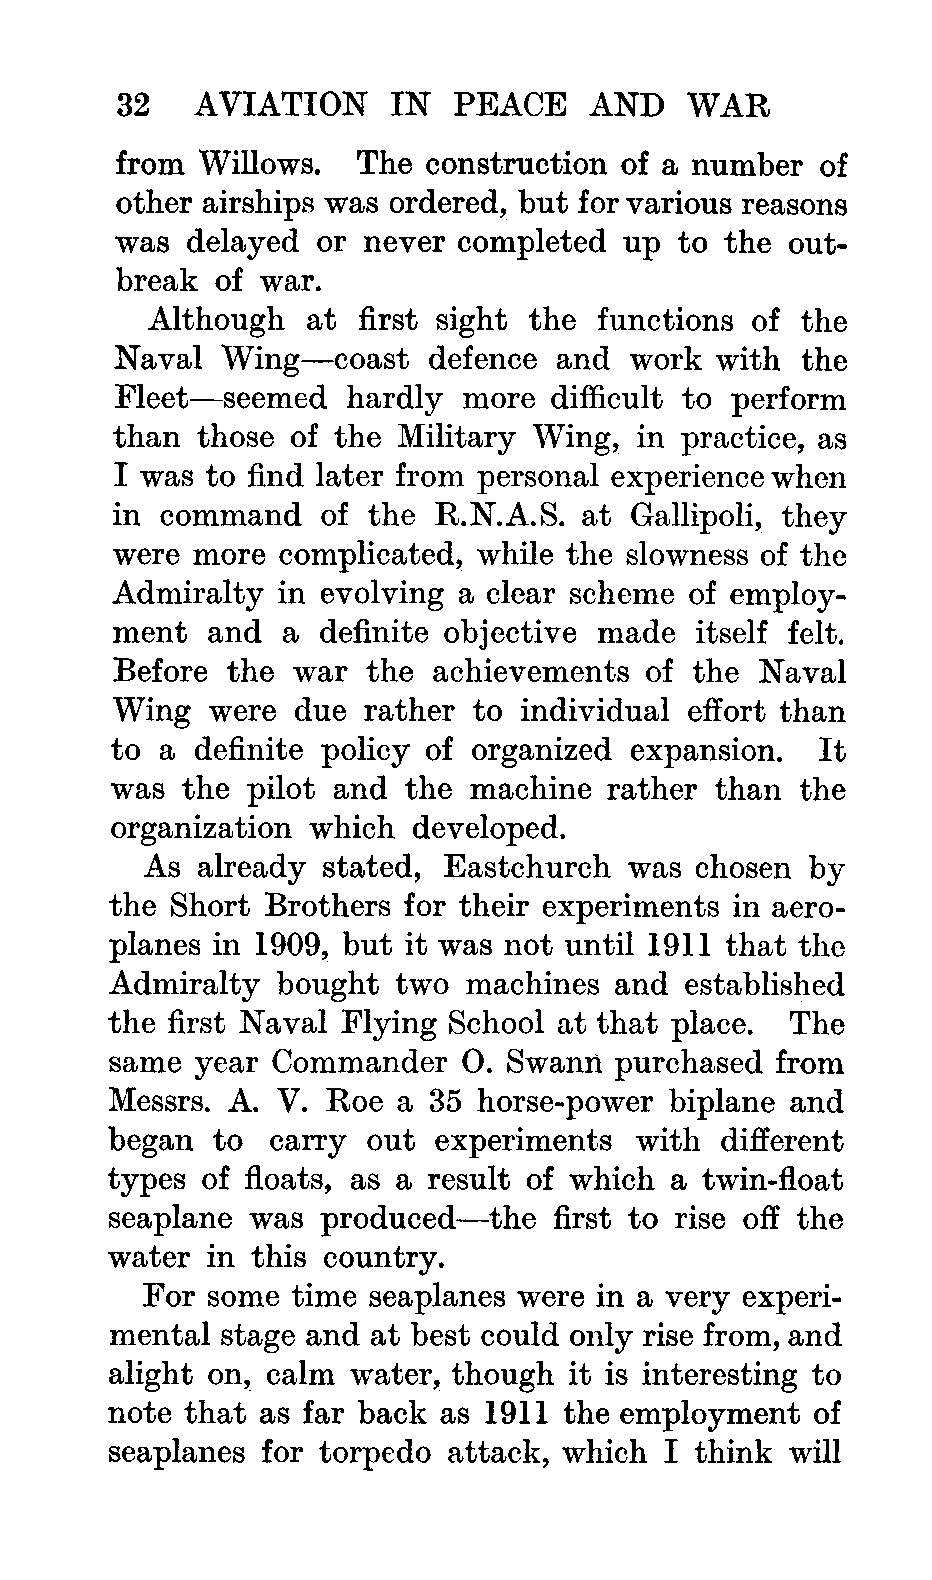 32 AVIATION IN PEACE AND WAR
from Willows. The construction of a number of
other airships was ordered, but for various reasons
was delayed or never completed up to the out-
break of war.
Although at first sight the functions of the
Naval Wing—coast defence and work with the
Fleet—seemed hardly more difficult to perform
than those of the Military Wing, in practice, as
I was to find later from personal experience when
in command of the R.N.A.S. at Gallipoli, they
were more complicated, while the slowness of the
Admiralty in evolving a clear scheme of employ-
ment and a definite objective made itself felt.
Before the war the achievements of the Naval
Wing were due rather to individual effort than
to a definite policy of organized expansion. It
was the pilot and the machine rather than the
organization which developed.
As already stated, Eastchurch was chosen by
the Short Brothers for their experiments in aero-
planes in 1909, but it was not until 1911 that the
Admiralty bought two machines and established
the first Naval Flying School at that place. The
same year Commander O. Swann purchased from
Messrs. A. V. Roe a 35 horse-power biplane and
began to carry out experiments with different
types of floats, as a result of which a twin-float
seaplane was produced—the first to rise off the
water in this country.
For some time seaplanes were in a very experi-
mental stage and at best could only rise from, and
alight on, calm water, though it is interesting to
note that as far back as 1911 the employment of
seaplanes for torpedo attack, which I think will